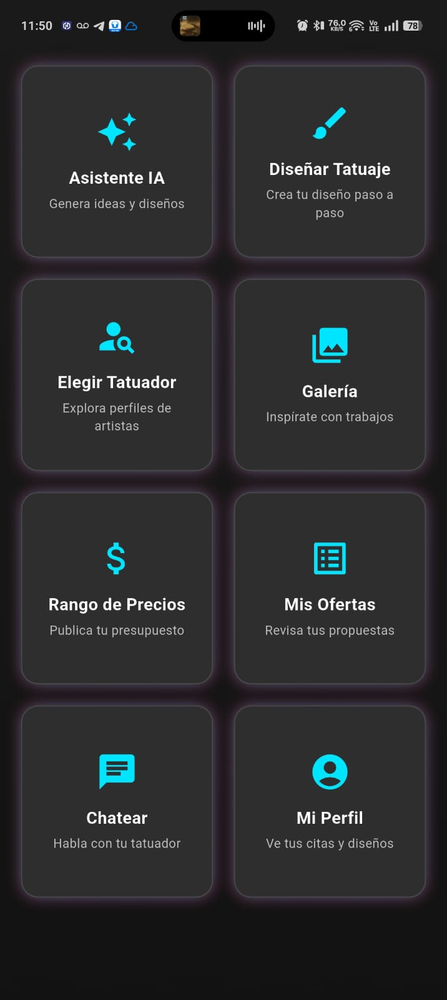 11:50 76.0 KB/S 6 Vo LTE 78
Asistente IA
Genera ideas y diseños
Diseñar Tatuaje
Crea tu diseño paso a
paso
Elegir Tatuador
Explora perfiles de
artistas
Galería
Inspírate con trabajos
Rango de Precios
Publica tu presupuesto
Mis Ofertas
Revisa tus propuestas
Chatear
Habla con tu tatuador
Mi Perfil
Ve tus citas y diseños